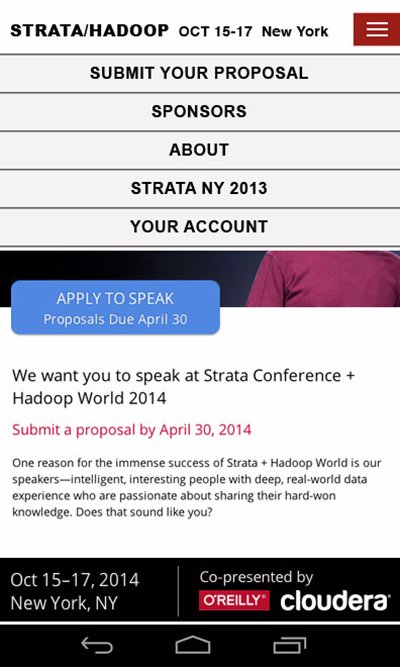 STRATA/HADOOP OCT 15-17 New York
SUBMIT YOUR PROPOSAL
SPONSORS
ABOUT
STRATA NY 2013
YOUR ACCOUNT
APPLY TO SPEAK
Proposals Due April 30
We want you to speak at Strata Conference +
Hadoop World 2014
Submit a proposal by April 30, 2014
One reason for the immense success of Strata + Hadoop World is our
speakers—intelligent, interesting people with deep, real-world data
experience who are passionate about sharing their hard-won
knowledge. Does that sound like you?
Oct 15–17, 2014
New York, NY
Co-presented by
O'REILLY® cloudera